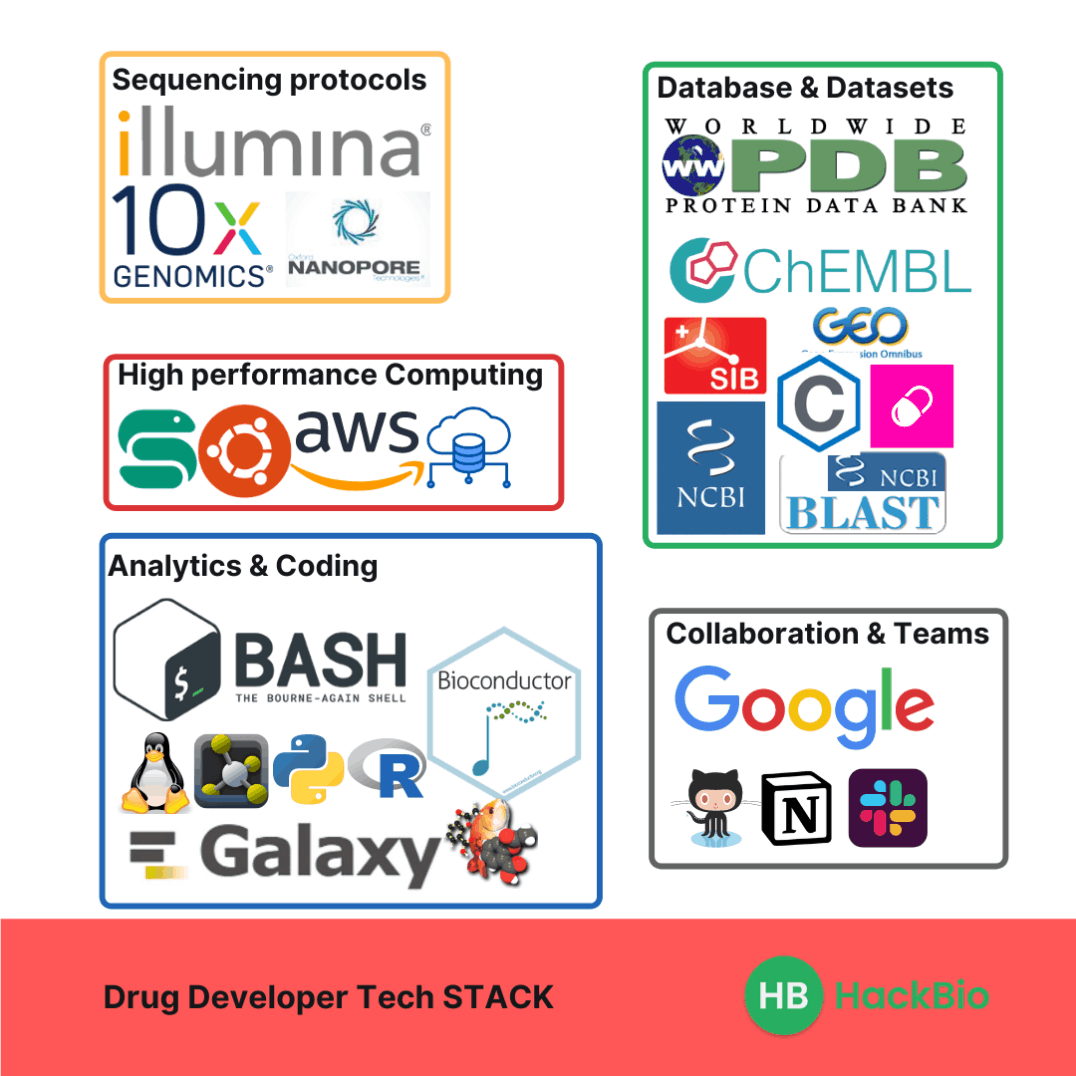 Sequencing protocols
illumina®
10x
GENOMICS®
Oxford
NANOPORE
Technologies®
High performance Computing
aws
Analytics & Coding
$
BASH
THE BOURNE-AGAIN SHELL
Bioconductor
R
Galaxy
Database & Datasets
WORLDWIDE
ww
PDB
PROTEIN DATA BANK
ChEMBL
GEO
sion Omnibus
SIB
C
NCBI
NCBI
BLAST
Collaboration & Teams
Google
N
Drug Developer Tech STACK
HB HackBio